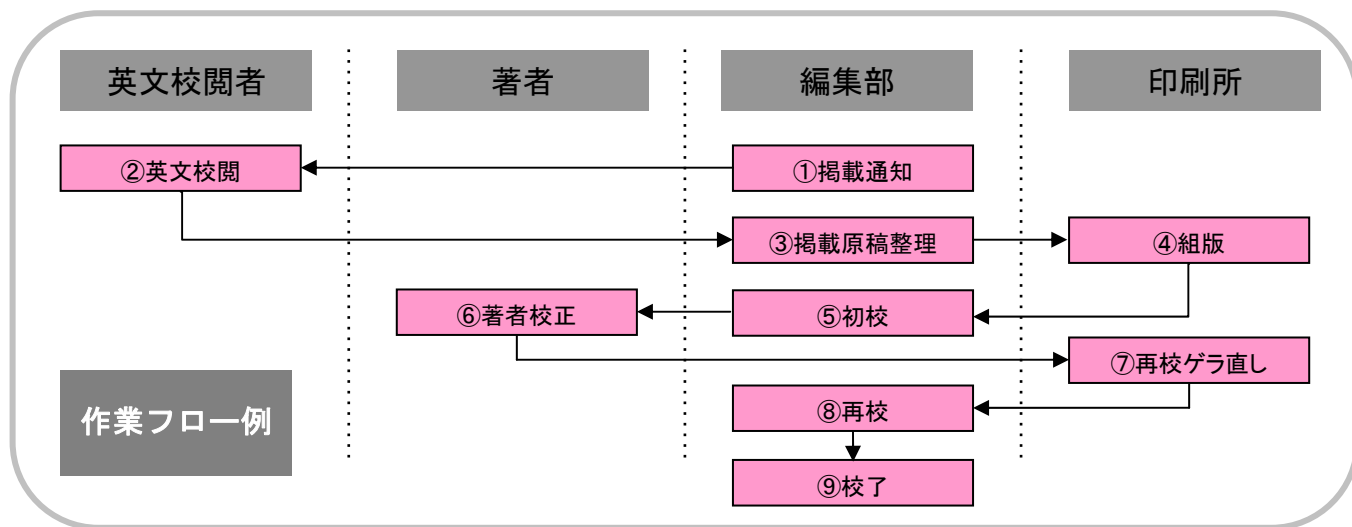 英文校閲者
著者
編集部
印刷所
②英文校閲
①掲載通知
③掲載原稿整理
④組版
⑥著者校正
⑤初校
⑦再校ゲラ直し
⑧再校
⑨校了
作業フロー例